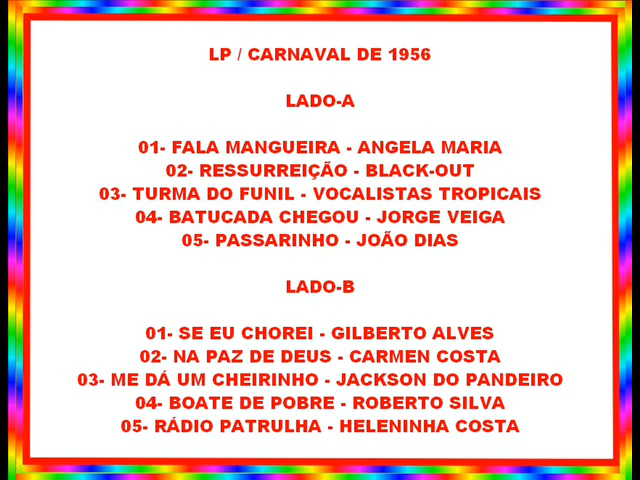 LP / CARNAVAL DE 1956
LADO-A
01- FALA MANGUEIRA - ANGELA MARIA
02- RESSURREIÇÃO - BLACK-OUT
03- TURMA DO FUNIL - VOCALISTAS TROPICAIS
04- BATUCADA CHEGOU - JORGE VEIGA
05- PASSARINHO - JOÃO DIAS
LADO-B
01- SE EU CHOREI - GILBERTO ALVES
02- NA PAZ DE DEUS - CARMEN COSTA
03- ME DÁ UM CHEIRINHO - JACKSON DO PANDEIRO
04- BOATE DE POBRE - ROBERTO SILVA
05- RÁDIO PATRULHA - HELENINHA COSTA